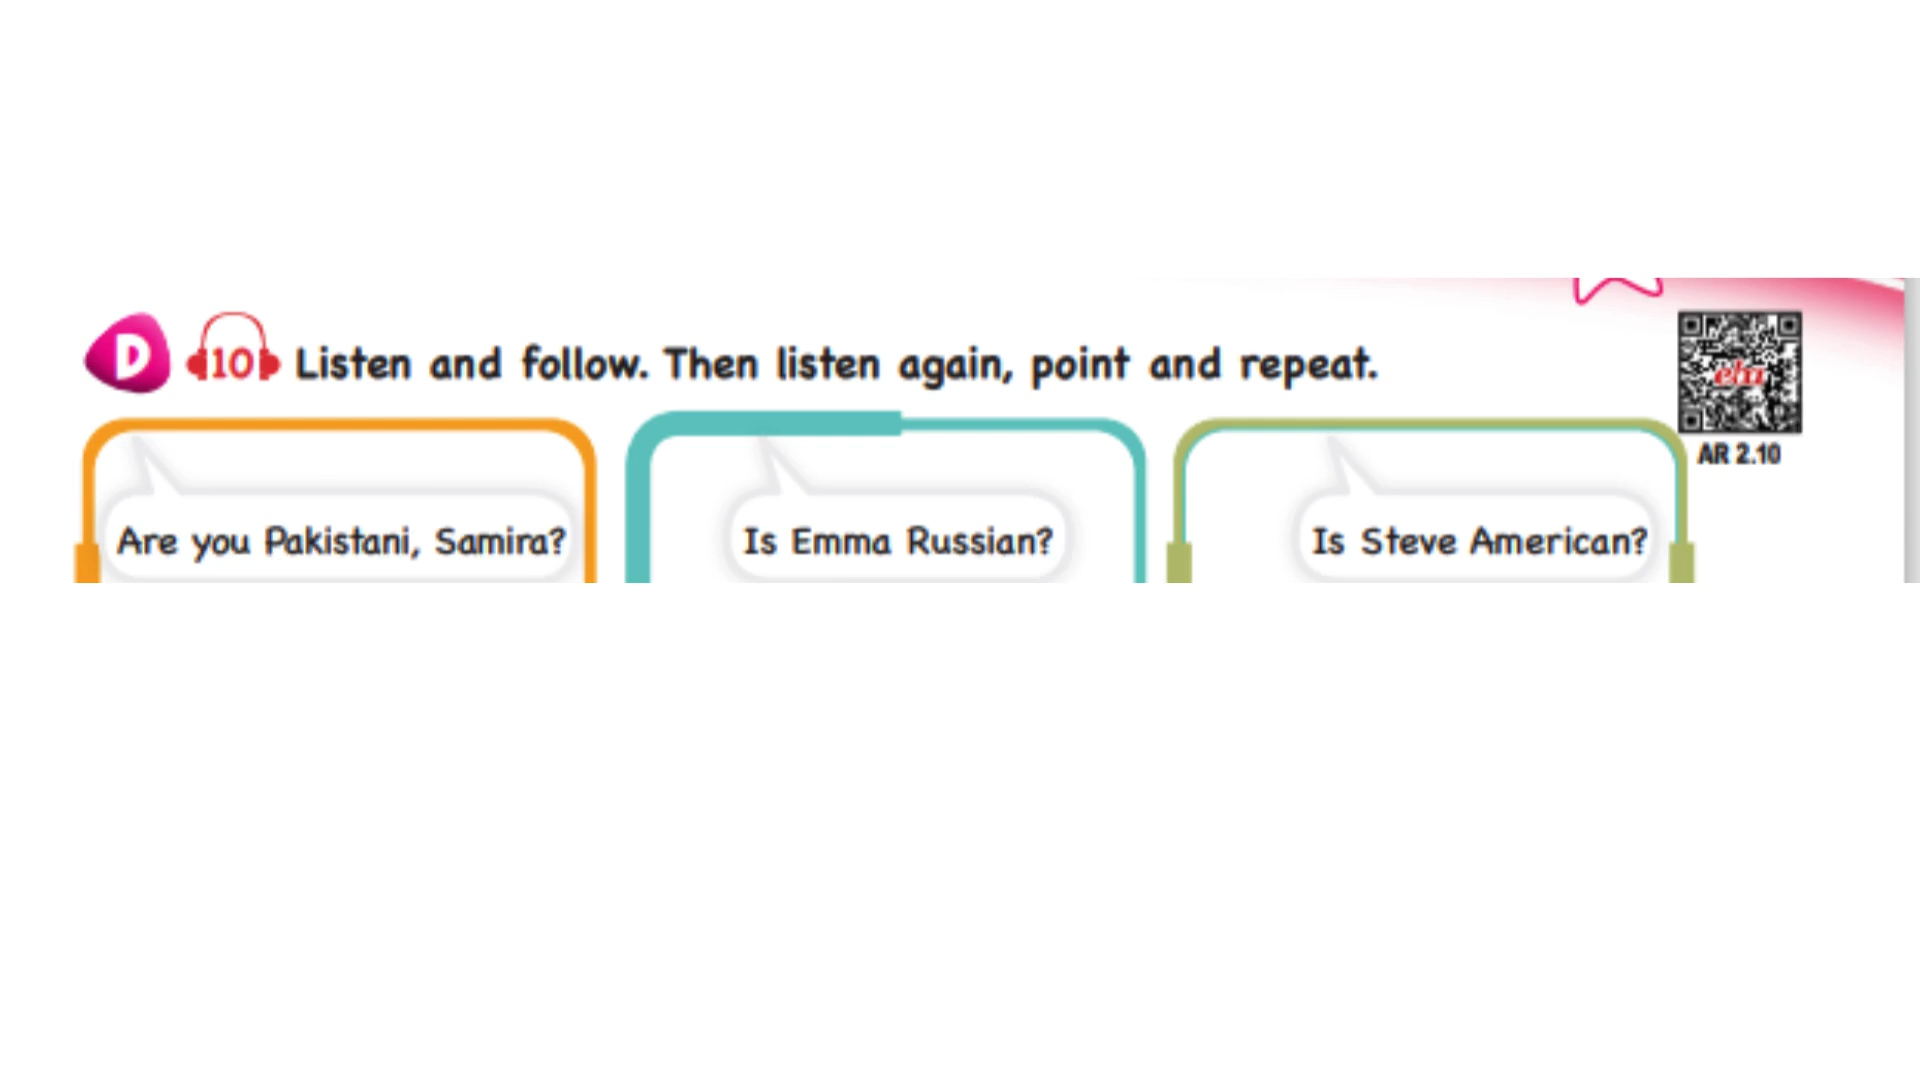 D 10 Listen and follow. Then listen again, point and repeat.
elu
AR 2.10
Are you Pakistani, Samira?
Is Emma Russian?
Is Steve American?